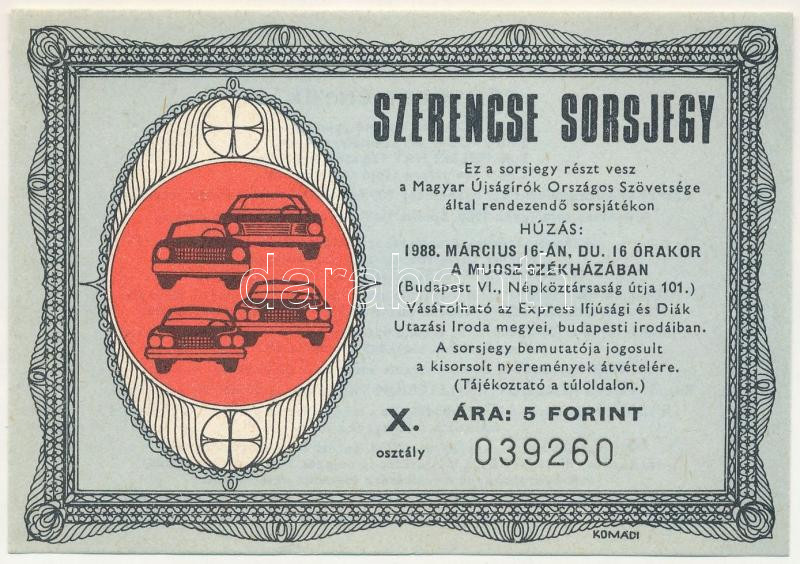 SZERENCSE SORSJEGY
Ez a sorsjegy részt vesz
a Magyar Újságírók Országos Szövetsége
által rendezendő sorsjátékon
HÚZÁS:
1988. MÁRCIUS 16-ÁN, DU. 16 ÓRAKOR
A MUOSZ SZÉKHÁZÁBAN
(Budapest VI., Népköztársaság útja 101.)
Vásárolható az Express Ifjúsági és Diák
Utazási Iroda megyei, budapesti irodáiban.
A sorsjegy bemutatója jogosult
a kisorsolt nyeremények átvételére.
(Tájékoztató a túloldalon.)
X. ÁRA: 5 FORINT
osztály 039260
KOMÁDI
darabanth